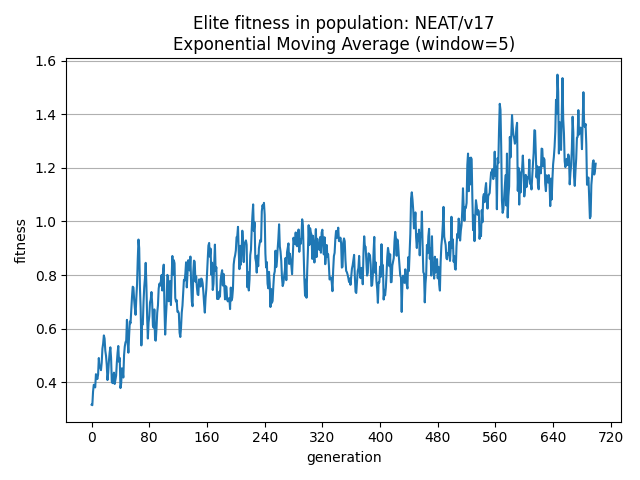 Elite fitness in population: NEAT/v17
Exponential Moving Average (window=5)
1.6
1.4
1.2
1.0
0.8
0.6
0.4
fitness
0 80 160 240 320 400 480 560 640 720
generation